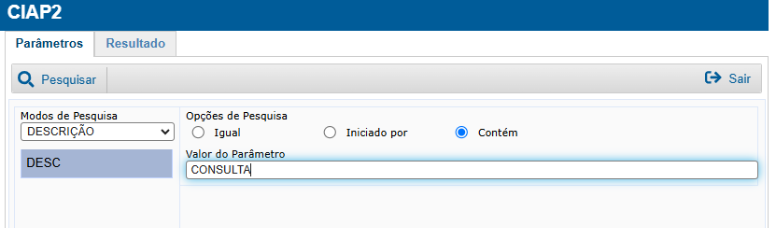 CIAP2
Parâmetros Resultado
Pesquisar Sair
Modos de Pesquisa Opções de Pesquisa
DESCRIÇÃO Igual Iniciado por Contém
Valor do Parâmetro
DESC CONSULTA